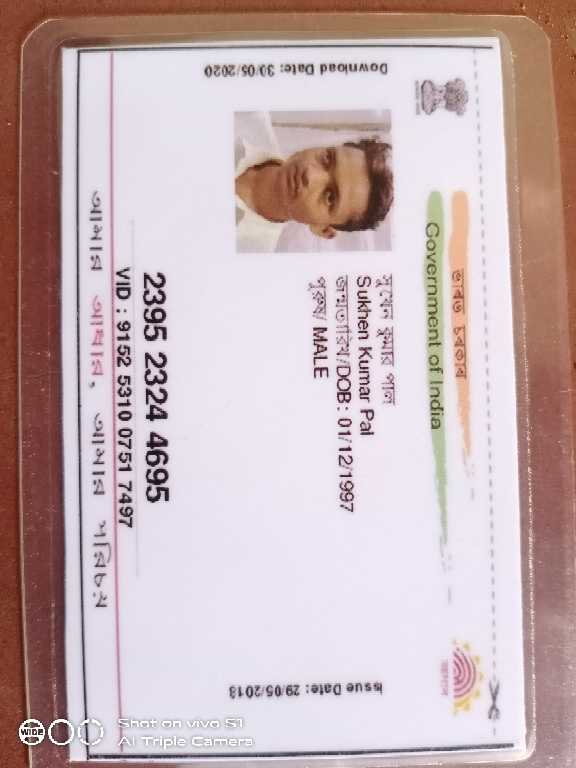 ভারত সরকার
Government of India
Download Date: 30/05/2020
সুখেন কুমার পাল
Sukhen Kumar Pal
জন্মতারিখ/DOB: 01/12/1997
পুরুষ/ MALE
Issue Date: 29/05/2013
2395 2324 4695
VID : 9152 5310 0751 7497
আমার আধার, আমার পরিচয়
Shot on vivo S1
AI Triple Camera